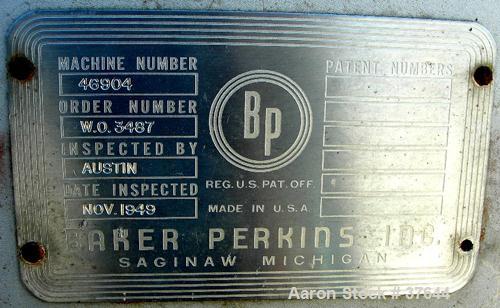 MACHINE NUMBER
46904
ORDER NUMBER
W.O. 3487
INSPECTED BY
AUSTIN
DATE INSPECTED
NOV. 1949
BP
REG. U.S. PAT. OFF.
MADE IN U.S.A.
PATENT NUMBERS
BAKER PERKINS INC.
SAGINAW MICHIGAN
Aaron Stock # 37644